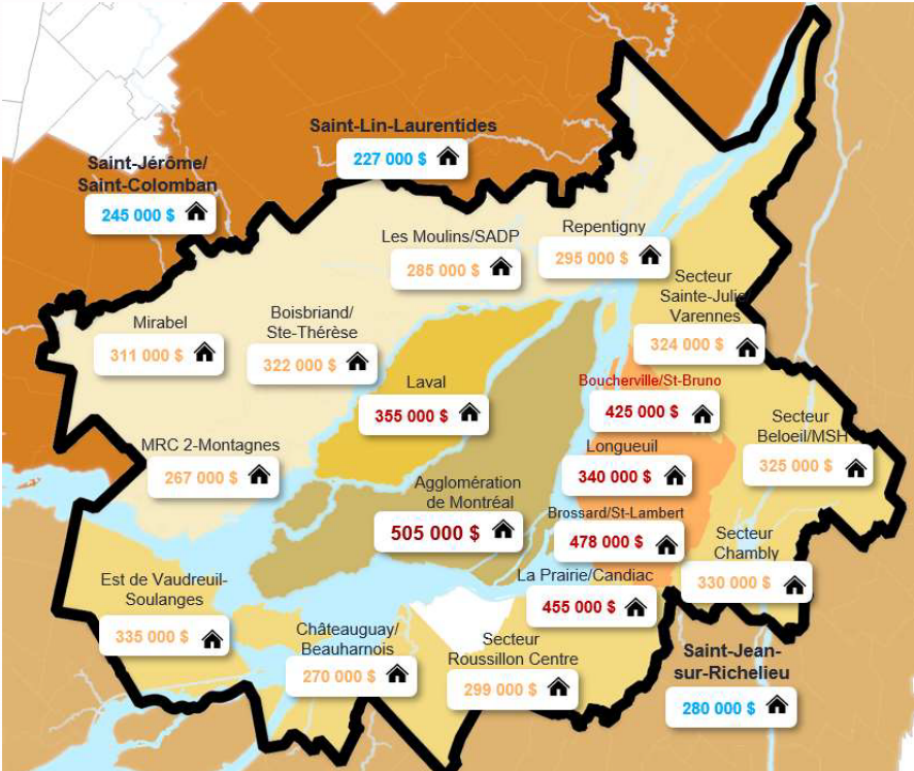 Saint-Lin-Laurentides
227 000 $
Saint-Jérôme/
Saint-Colomban
245 000 $
Les Moulins/SADP
285 000 $
Repentigny
295 000 $
Secteur
Sainte-Julie/
Varennes
324 000 $
Mirabel
311 000 $
Boisbriand/
Ste-Thérèse
322 000 $
Laval
355 000 $
Boucherville/St-Bruno
425 000 $
Secteur
Beloeil/MSH
325 000 $
MRC 2-Montagnes
267 000 $
Longueuil
340 000 $
Agglomération
de Montréal
505 000 $
Brossard/St-Lambert
478 000 $
Secteur
Chambly
330 000 $
La Prairie/Candiac
455 000 $
Est de Vaudreuil-
Soulanges
335 000 $
Châteauguay/
Beauharnois
270 000 $
Secteur
Roussillon Centre
299 000 $
Saint-Jean-
sur-Richelieu
280 000 $